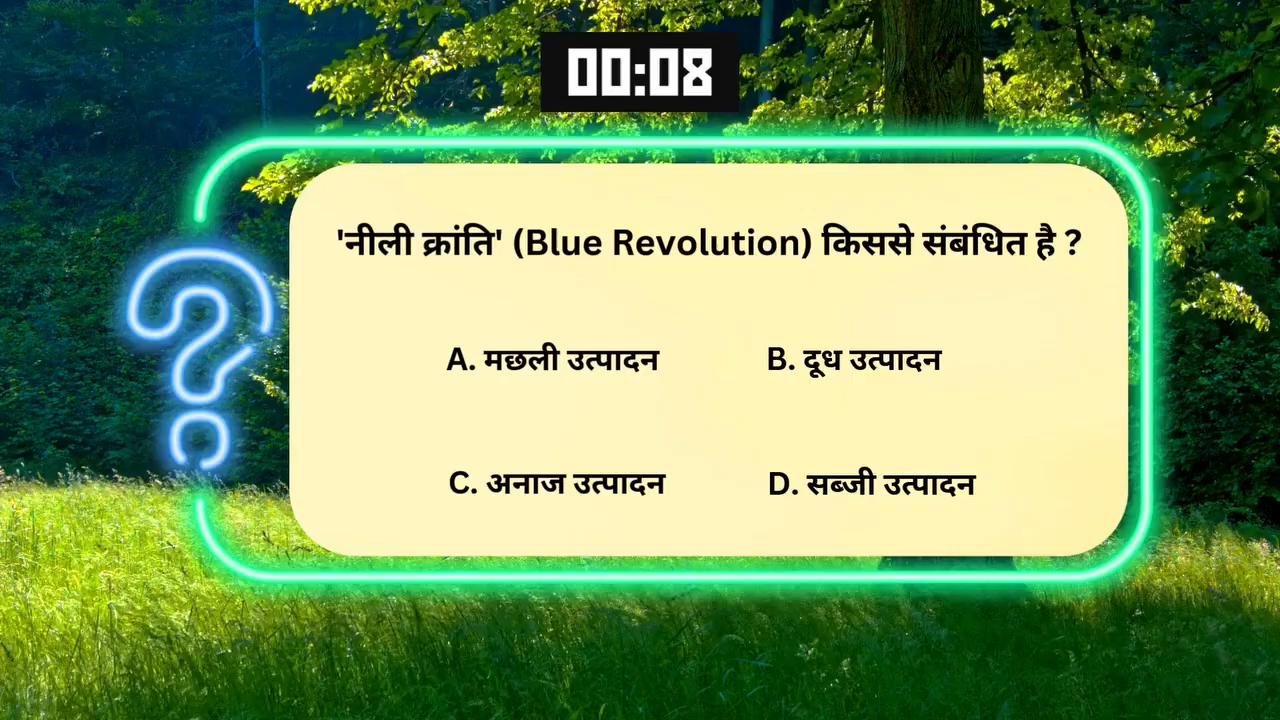 00:08
'नीली क्रांति' (Blue Revolution) किससे संबंधित है ?
A. मछली उत्पादन
B. दूध उत्पादन
C. अनाज उत्पादन
D. सब्जी उत्पादन